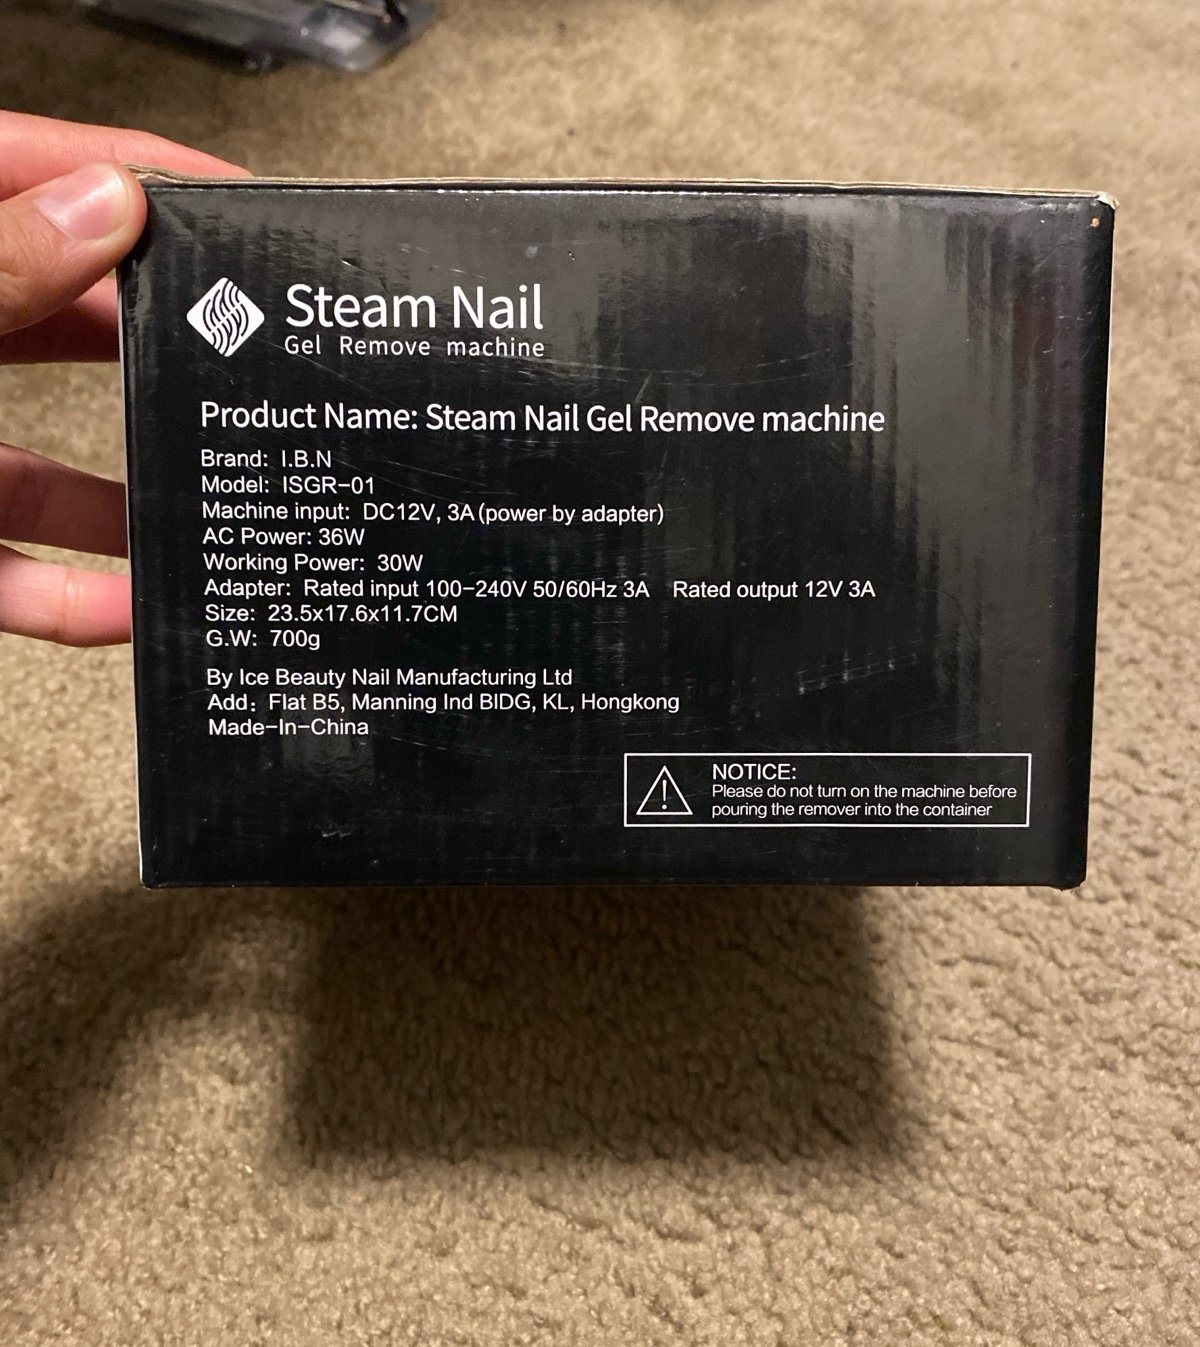 Steam Nail
Gel Remove machine
Product Name: Steam Nail Gel Remove machine
Brand: I.B.N
Model: ISGR-01
Machine input: DC12V, 3A(power by adapter)
AC Power: 36W
Working Power: 30W
Adapter: Rated input 100-240V 50/60Hz 3A Rated output 12V 3A
Size: 23.5x17.6x11.7CM
G.W: 700g
By Ice Beauty Nail Manufacturing Ltd
Add: Flat B5, Manning Ind BIDG, KL, Hongkong
Made-In-China
NOTICE:
Please do not turn on the machine before
pouring the remover into the container